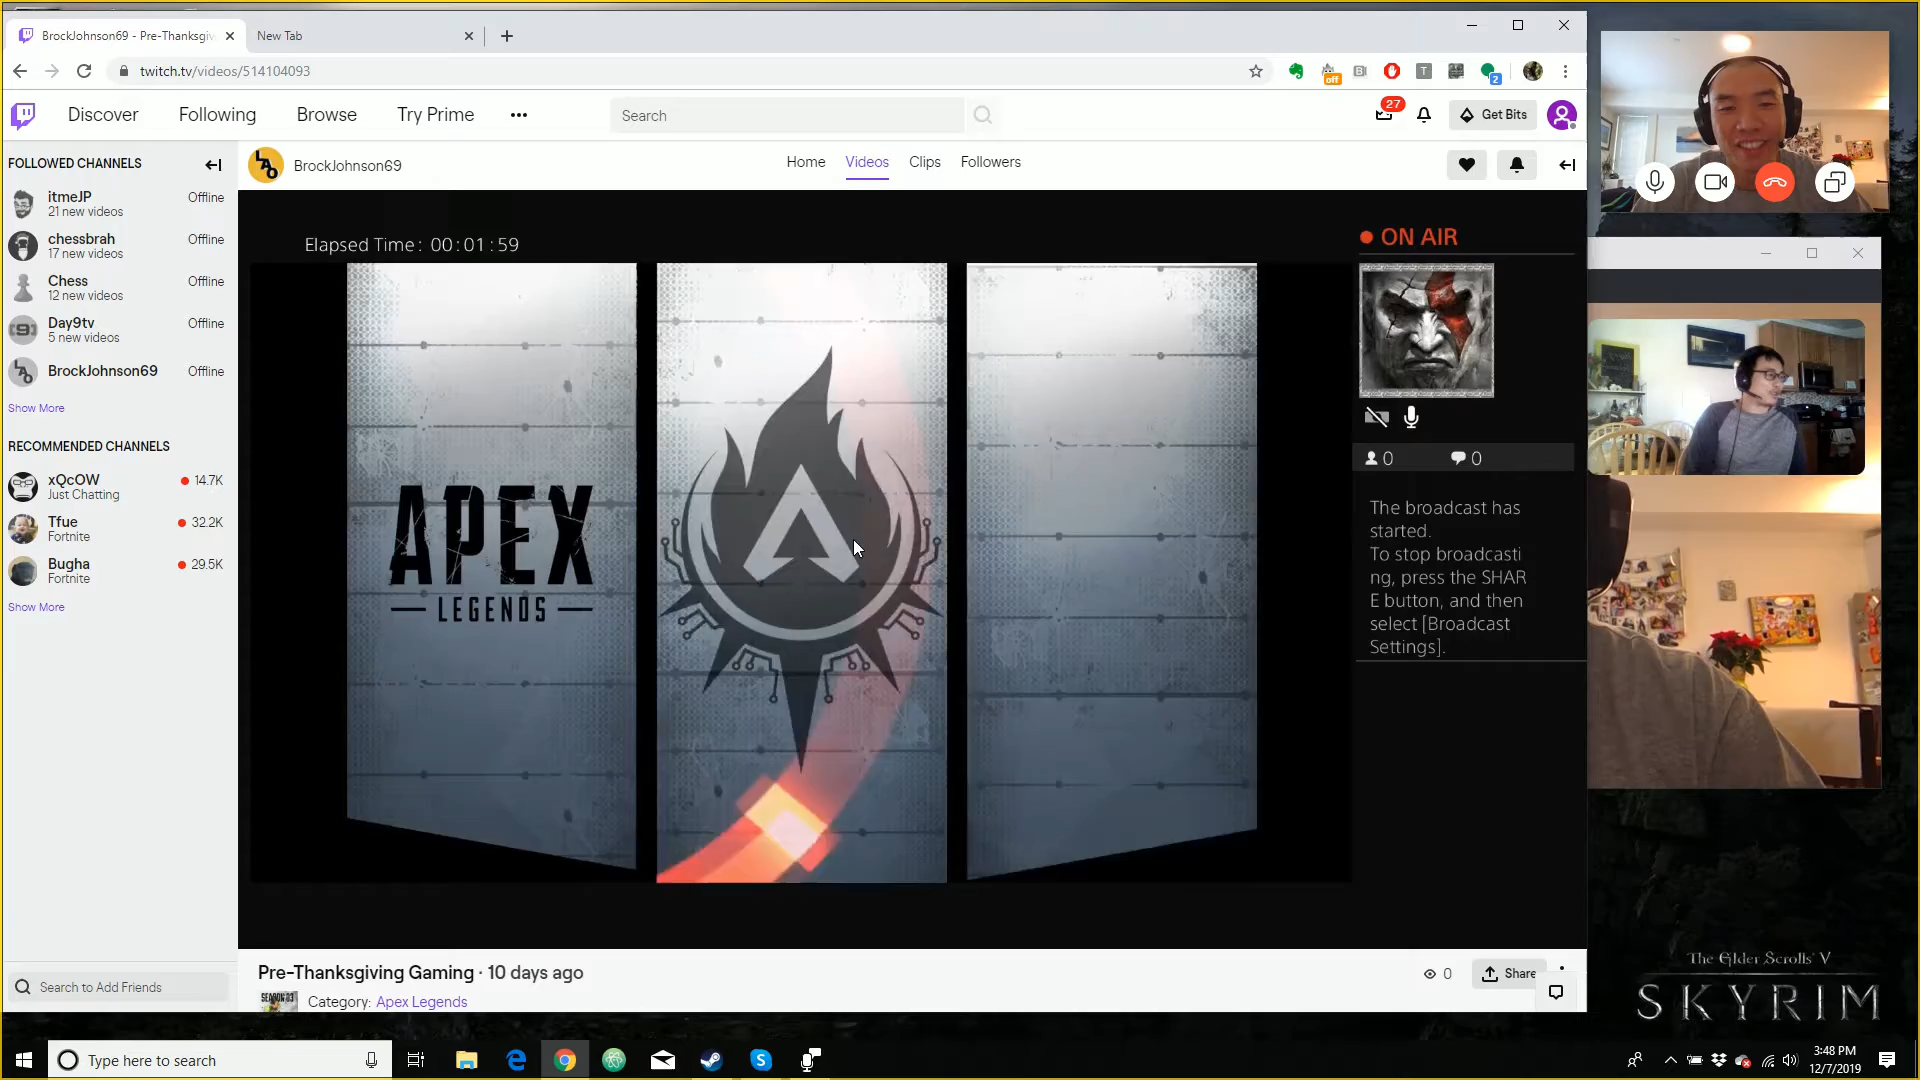 BrockJohnson69 - Pre-Thanksgivi
New Tab
twitch.tv/videos/514104093
off
2
Discover
Following
Browse
Try Prime
Search
27
Get Bits
FOLLOWED CHANNELS
itmeJP
Offline
21 new videos
chessbrah
Offline
17 new videos
Chess
Offline
12 new videos
Day9tv
Offline
5 new videos
BrockJohnson69
Offline
Show More
RECOMMENDED CHANNELS
xQcOW
14.7K
Just Chatting
Tfue
32.2K
Fortnite
Bugha
29.5K
Fortnite
Show More
Search to Add Friends
LAO
BrockJohnson69
Home
Videos
Clips
Followers
Elapsed Time: 00:01:59
APEX
LEGENDS
ON AIR
0
0
The broadcast has
started.
To stop broadcasti
ng, press the SHAR
E button, and then
select [Broadcast
Settings].
Pre-Thanksgiving Gaming · 10 days ago
0
Share
SEASON 03
Category: Apex Legends
The Elder Scrolls V
SKYRIM
Type here to search
3:48 PM
12/7/2019